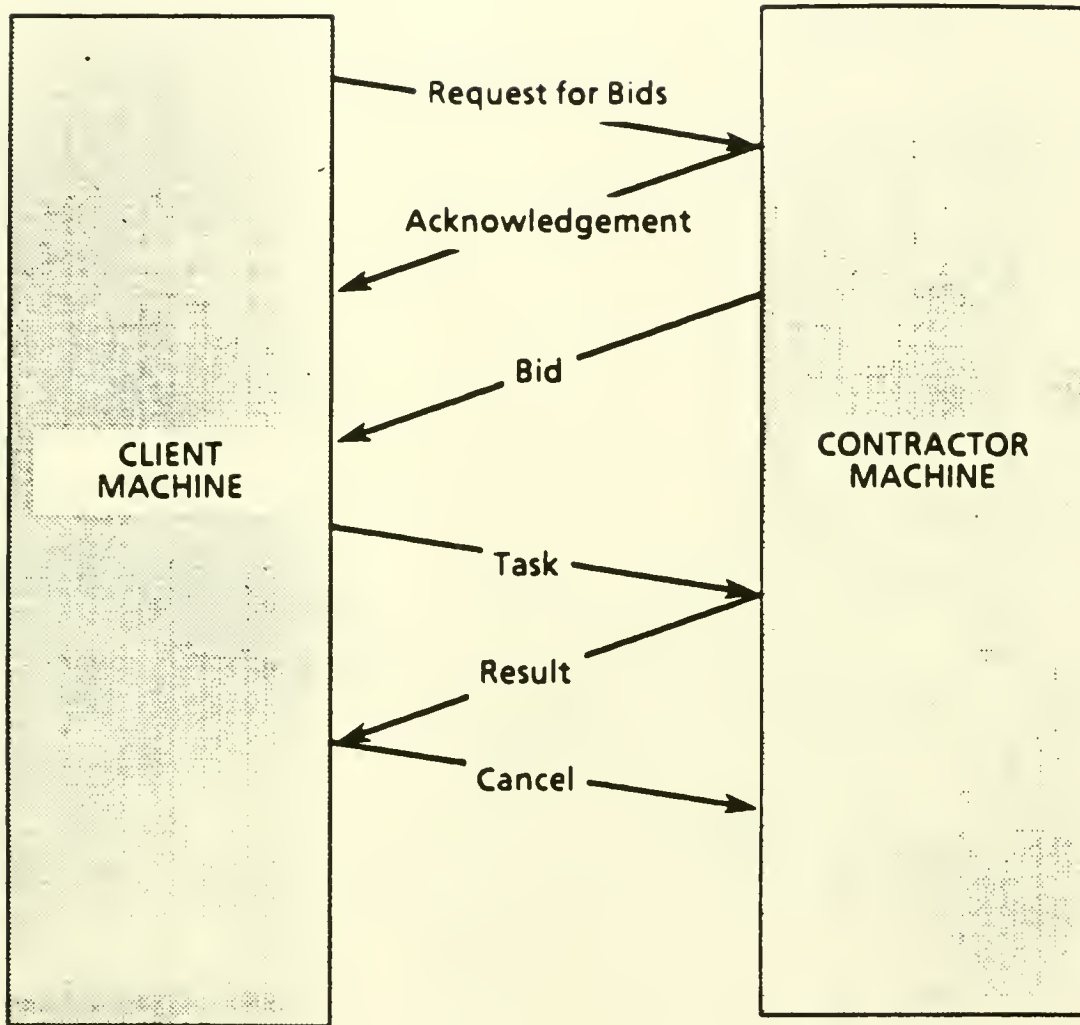 Request for Bids
Acknowledgement
Bid
CLIENT
MACHINE
CONTRACTOR
MACHINE
Task
Result
Cancel